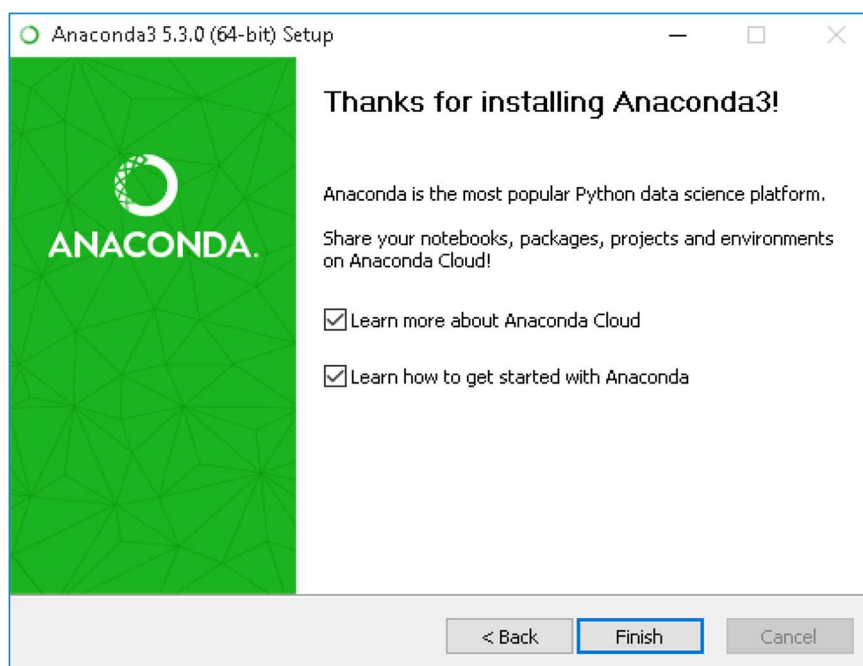 Anaconda3 5.3.0 (64-bit) Setup
ANACONDA.
Thanks for installing Anaconda3!
Anaconda is the most popular Python data science platform.
Share your notebooks, packages, projects and environments
on Anaconda Cloud!
Learn more about Anaconda Cloud
Learn how to get started with Anaconda
< Back Finish Cancel